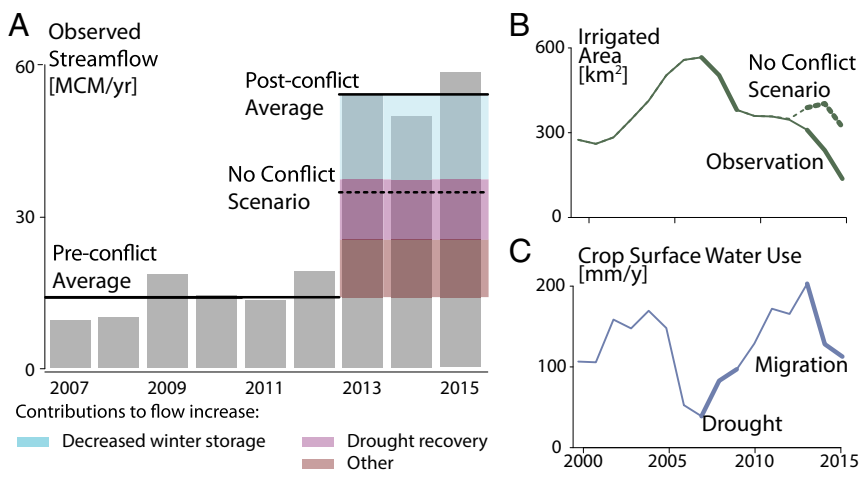 A
Observed
Streamflow
[MCM/yr]
60
30
0
Post-conflict
Average
No Conflict
Scenario
Pre-conflict
Average
2007
2009
2011
2013
2015
Contributions to flow increase:
Decreased winter storage
Drought recovery
Other
B
Irrigated
Area
[km²]
600
300
0
No Conflict
Scenario
Observation
C
Crop Surface Water Use
[mm/y]
200
100
0
Migration
Drought
2000
2005
2010
2015